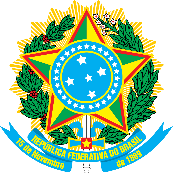 REPÚBLICA FEDERATIVA DO BRASIL
15 de Novembro
de 1889